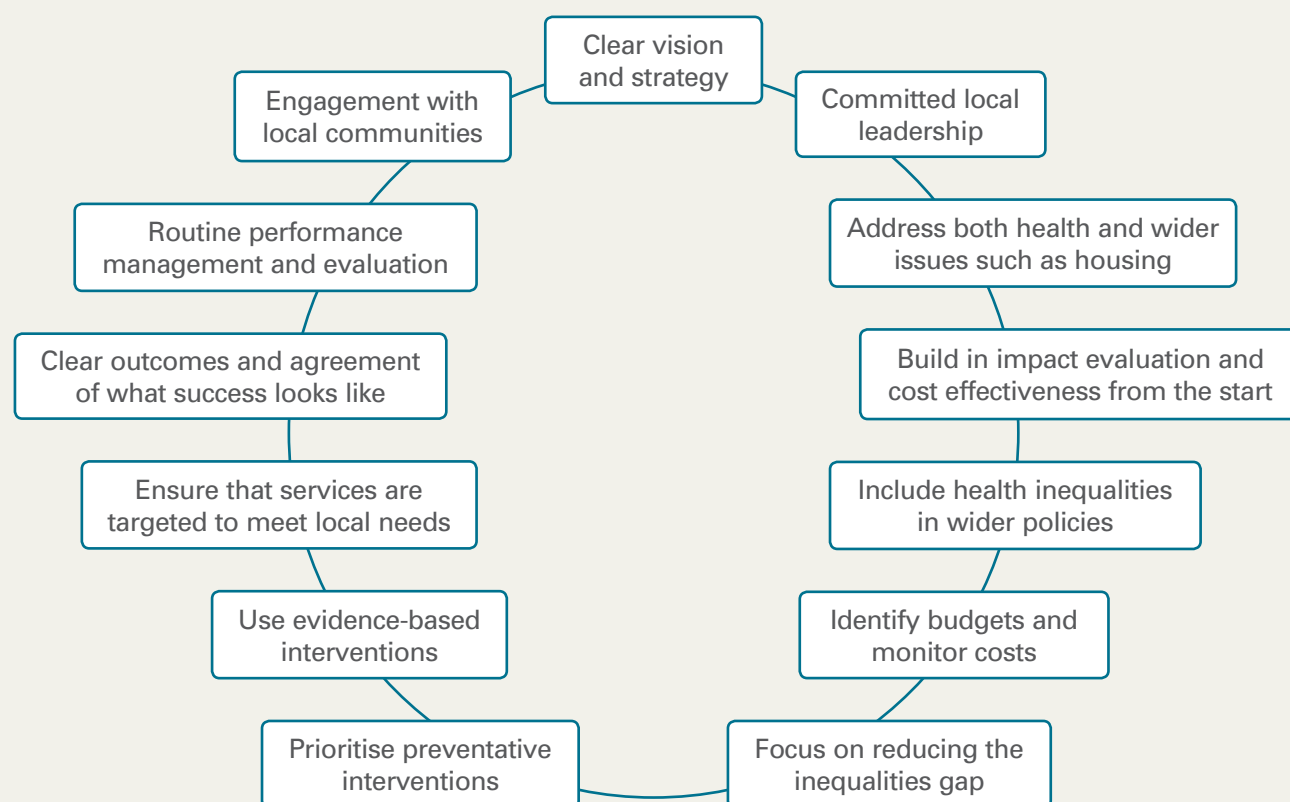 Clear vision
and strategy
Committed local
leadership
Address both health and wider
issues such as housing
Build in impact evaluation and
cost effectiveness from the start
Include health inequalities
in wider policies
Identify budgets and
monitor costs
Focus on reducing the
inequalities gap
Prioritise preventative
interventions
Use evidence-based
interventions
Ensure that services are
targeted to meet local needs
Clear outcomes and agreement
of what success looks like
Routine performance
management and evaluation
Engagement with
local communities